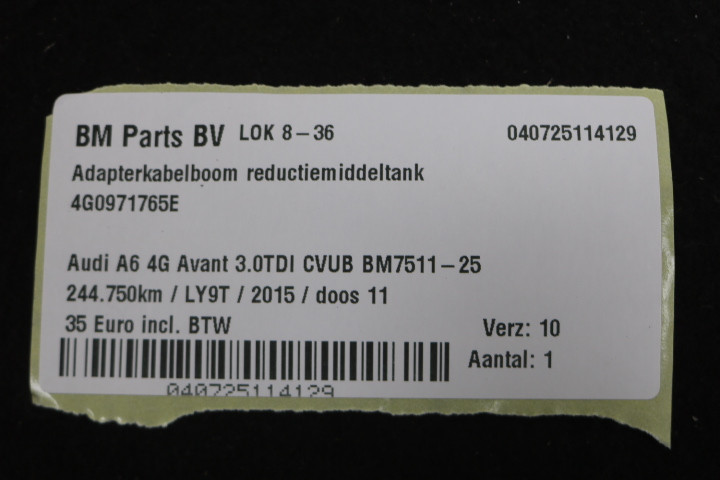 BM Parts BV LOK 8-36 040725114129
Adapterkabelboom reductiemiddeltank
4G0971765E
Audi A6 4G Avant 3.0TDI CVUB BM7511-25
244.750km / LY9T / 2015 / doos 11
35 Euro incl. BTW Verz: 10
Aantal: 1
040725114129